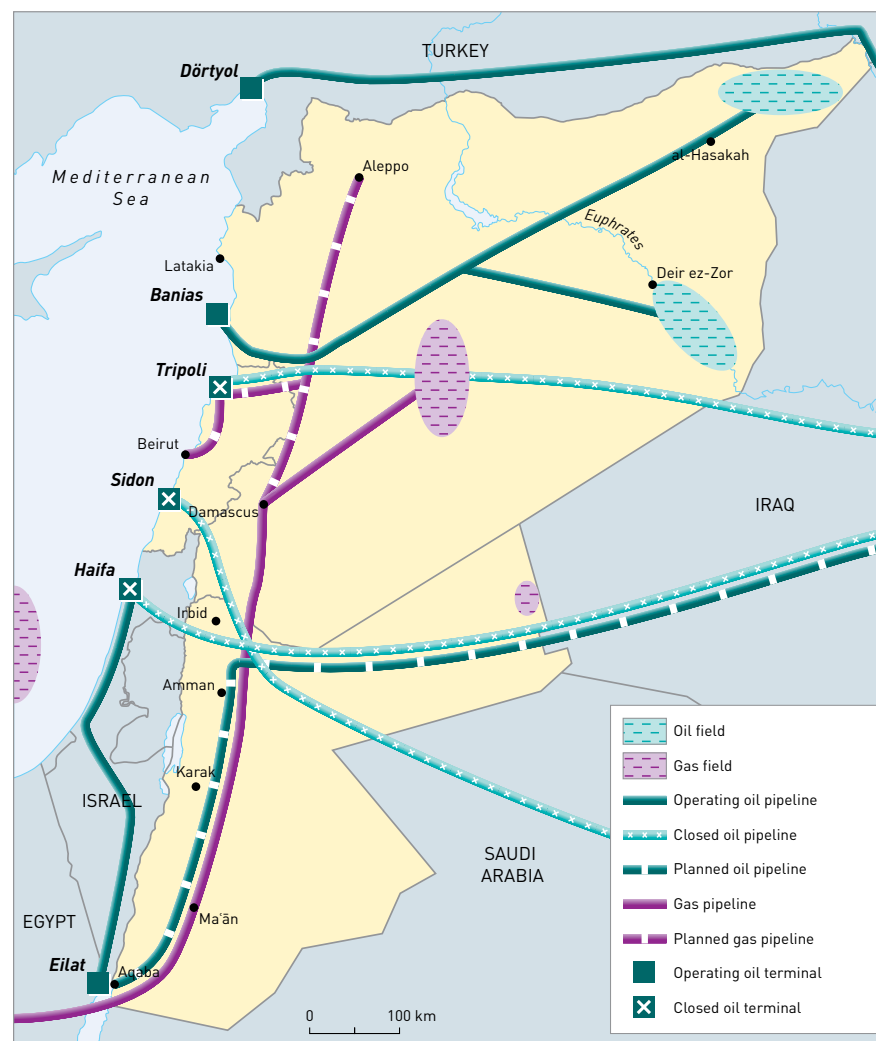 TURKEY
Dörtyol
Mediterranean
Sea
Aleppo
al-Hasakah
Euphrates
Latakia
Deir ez-Zor
Banias
Tripoli
Beirut
Sidon
Damascus
IRAQ
Haifa
Irbid
Amman
Karak
ISRAEL
SAUDI
ARABIA
EGYPT
Maʿān
Eilat
Aqaba
0 100 km
Oil field
Gas field
Operating oil pipeline
Closed oil pipeline
Planned oil pipeline
Gas pipeline
Planned gas pipeline
Operating oil terminal
Closed oil terminal